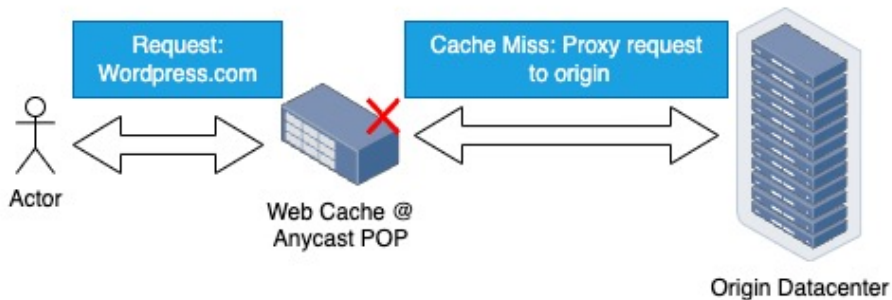 Request:
Wordpress.com
Cache Miss: Proxy request
to origin
Actor
Web Cache @
Anycast POP
Origin Datacenter